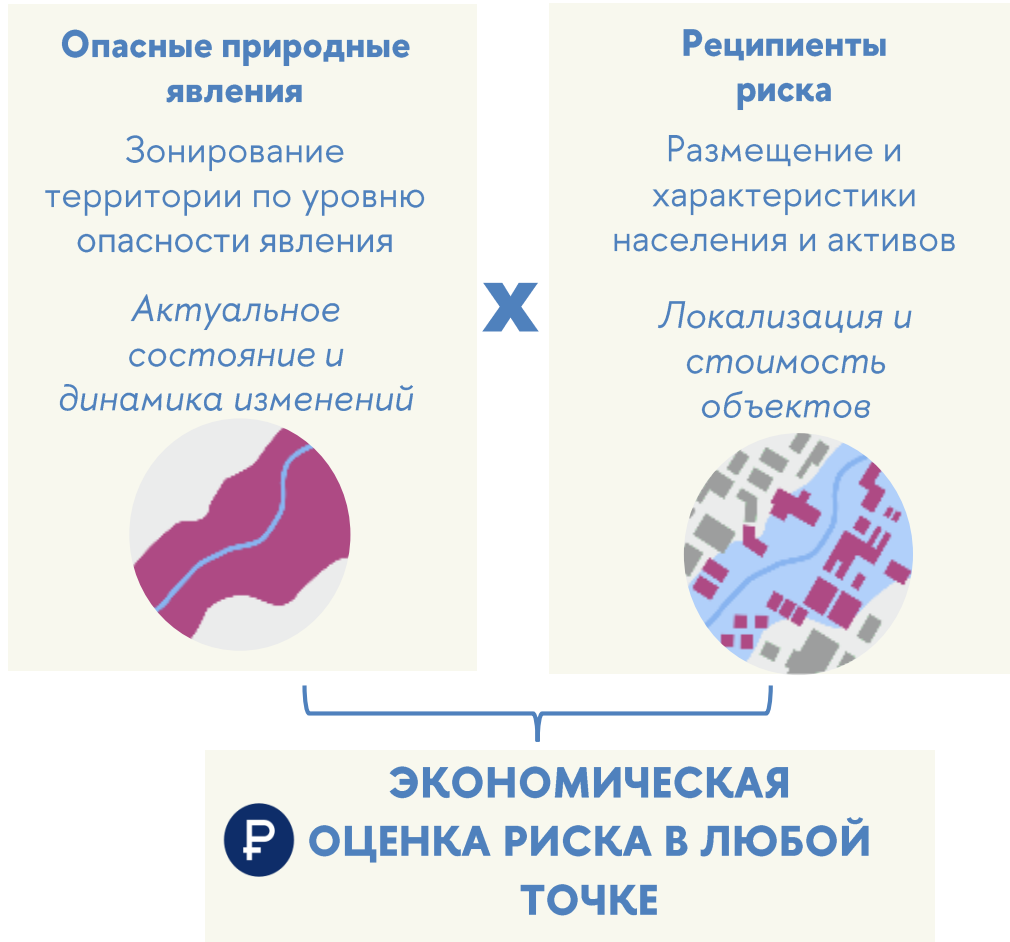 Опасные природные
явления
Зонирование
территории по уровню
опасности явления
Актуальное
состояние и
динамика изменений
х
Реципиенты
риска
Размещение и
характеристики
населения и активов
Локализация и
стоимость
объектов
₽
ЭКОНОМИЧЕСКАЯ
ОЦЕНКА РИСКА В ЛЮБОЙ
ТОЧКЕ